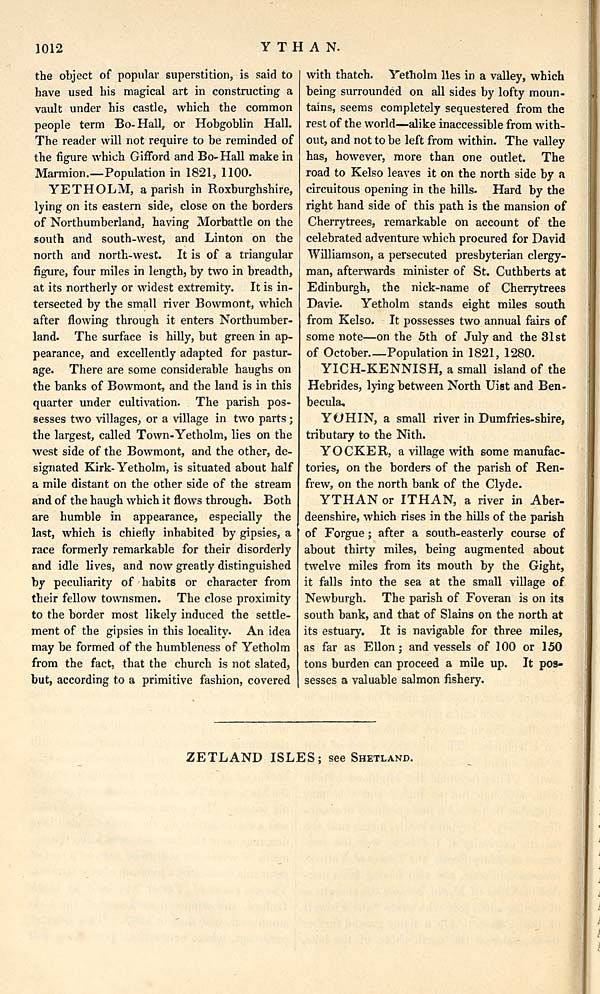 1012
YTHAN.
the object of popular superstition, is said to
have used his magical art in constructing a
vault under his castle, which the common
people term Bo-Hall, or Hobgoblin Hall.
The reader will not require to be reminded of
the figure which Gifford and Bo-Hall make in
Marmion.—Population in 1821, 1100.
YETHOLM, a parish in Roxburghshire,
lying on its eastern side, close on the borders
of Northumberland, having Morbattle on the
south and south-west, and Linton on the
north and north-west. It is of a triangular
figure, four miles in length, by two in breadth,
at its northerly or widest extremity. It is in-
tersected by the small river Bowmont, which
after flowing through it enters Northumber-
land. The surface is hilly, but green in ap-
pearance, and excellently adapted for pastur-
age. There are some considerable haughs on
the banks of Bowmont, and the land is in this
quarter under cultivation. The parish pos-
sesses two villages, or a village in two parts;
the largest, called Town-Yetholm, lies on the
west side of the Bowmont, and the other, de-
signated Kirk-Yetholm, is situated about half
a mile distant on the other side of the stream
and of the haugh which it flows through. Both
are humble in appearance, especially the
last, which is chiefly inhabited by gipsies, a
race formerly remarkable for their disorderly
and idle lives, and now greatly distinguished
by peculiarity of habits or character from
their fellow townsmen. The close proximity
to the border most likely induced the settle-
ment of the gipsies in this locality. An idea
may be formed of the humbleness of Yetholm
from the fact, that the church is not slated,
but, according to a primitive fashion, covered
with thatch. Yetholm lies in a valley, which
being surrounded on all sides by lofty moun-
tains, seems completely sequestered from the
rest of the world—alike inaccessible from with-
out, and not to be left from within. The valley
has, however, more than one outlet. The
road to Kelso leaves it on the north side by a
circuitous opening in the hills. Hard by the
right hand side of this path is the mansion of
Cherrytrees, remarkable on account of the
celebrated adventure which procured for David
Williamson, a persecuted presbyterian clergy-
man, afterwards minister of St. Cuthberts at
Edinburgh, the nick-name of Cherrytrees
Davie. Yetholm stands eight miles south
from Kelso. It possesses two annual fairs of
some note—on the 5th of July and the 31st
of October.—Population in 1821, 1280.
YICH-KENNISH, a small island of the
Hebrides, lying between North Uist and Ben-
becula.
YOHIN, a small river in Dumfries-shire,
tributary to the Nith.
YOCKER, a village with some manufac-
tories, on the borders of the parish of Ren-
frew, on the north bank of the Clyde.
YTHAN or ITHAN, a river in Aber-
deenshire, which rises in the hills of the parish
of Forgue; after a south-easterly course of
about thirty miles, being augmented about
twelve miles from its mouth by the Gight,
it falls into the sea at the small village of
Newburgh. The parish of Foveran is on its
south bank, and that of Slains on the north at
its estuary. It is navigable for three miles,
as far as Ellon; and vessels of 100 or 150
tons burden can proceed a mile up. It pos-
sesses a valuable salmon fishery.
ZETLAND ISLES; see SHETLAND.